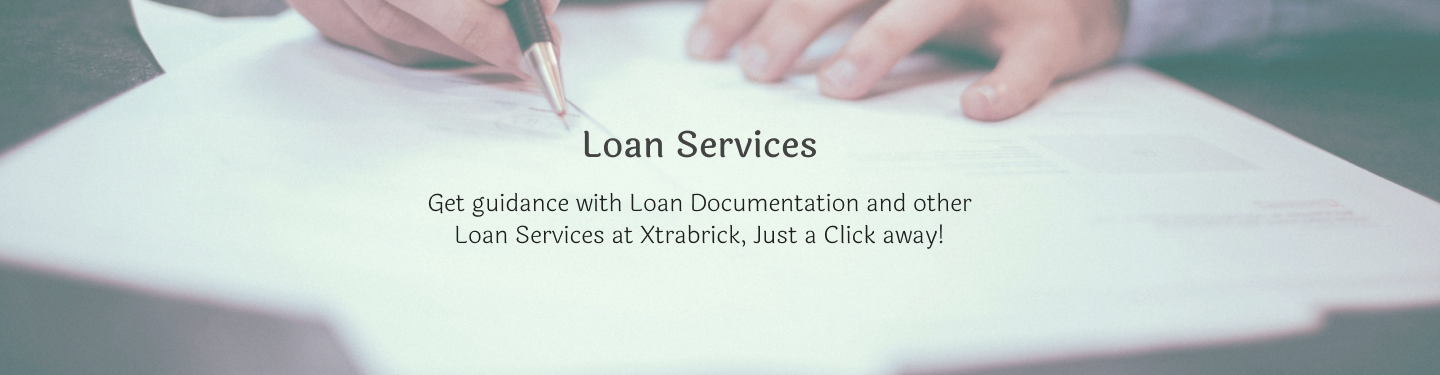 Loan Services
Get guidance with Loan Documentation and other
Loan Services at Xtrabrick, Just a Click away!